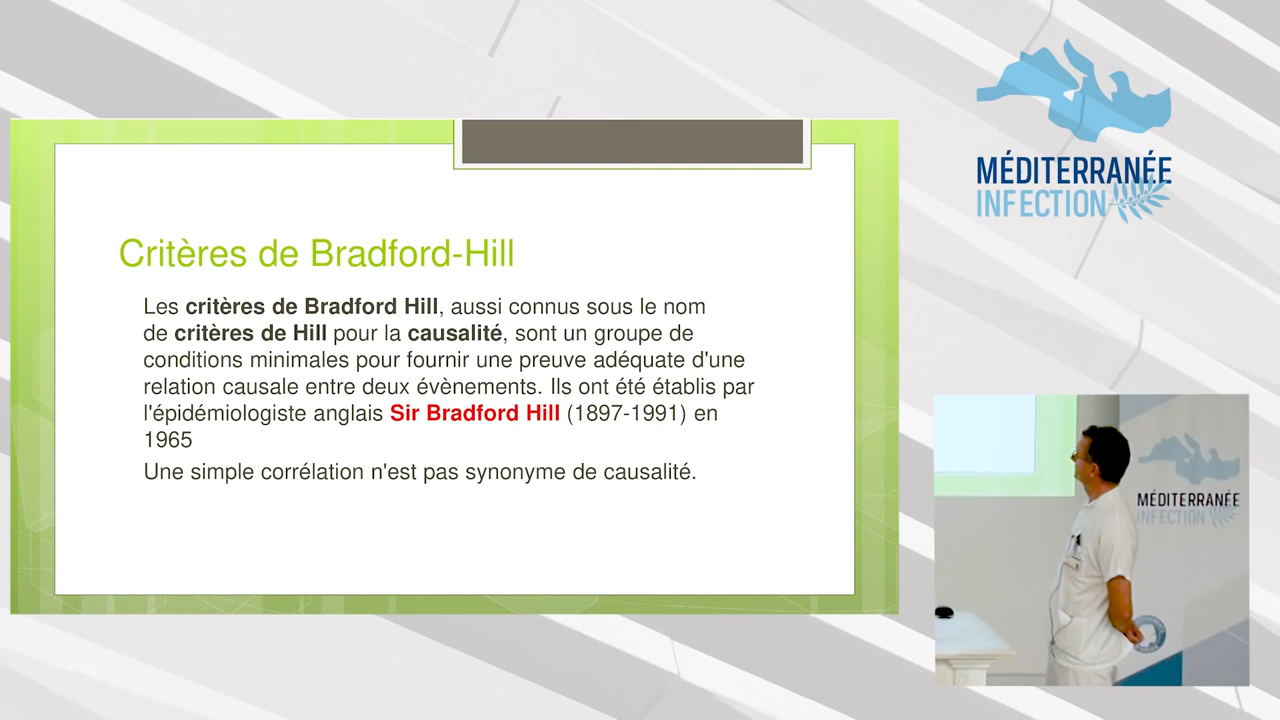 MÉDITERRANÉE
INFECTION
Critères de Bradford-Hill
Les critères de Bradford Hill, aussi connus sous le nom
de critères de Hill pour la causalité, sont un groupe de
conditions minimales pour fournir une preuve adéquate d'une
relation causale entre deux évènements. Ils ont été établis par
l'épidémiologiste anglais Sir Bradford Hill (1897-1991) en
1965
Une simple corrélation n'est pas synonyme de causalité.
MÉDITERRANÉE
INFECTION